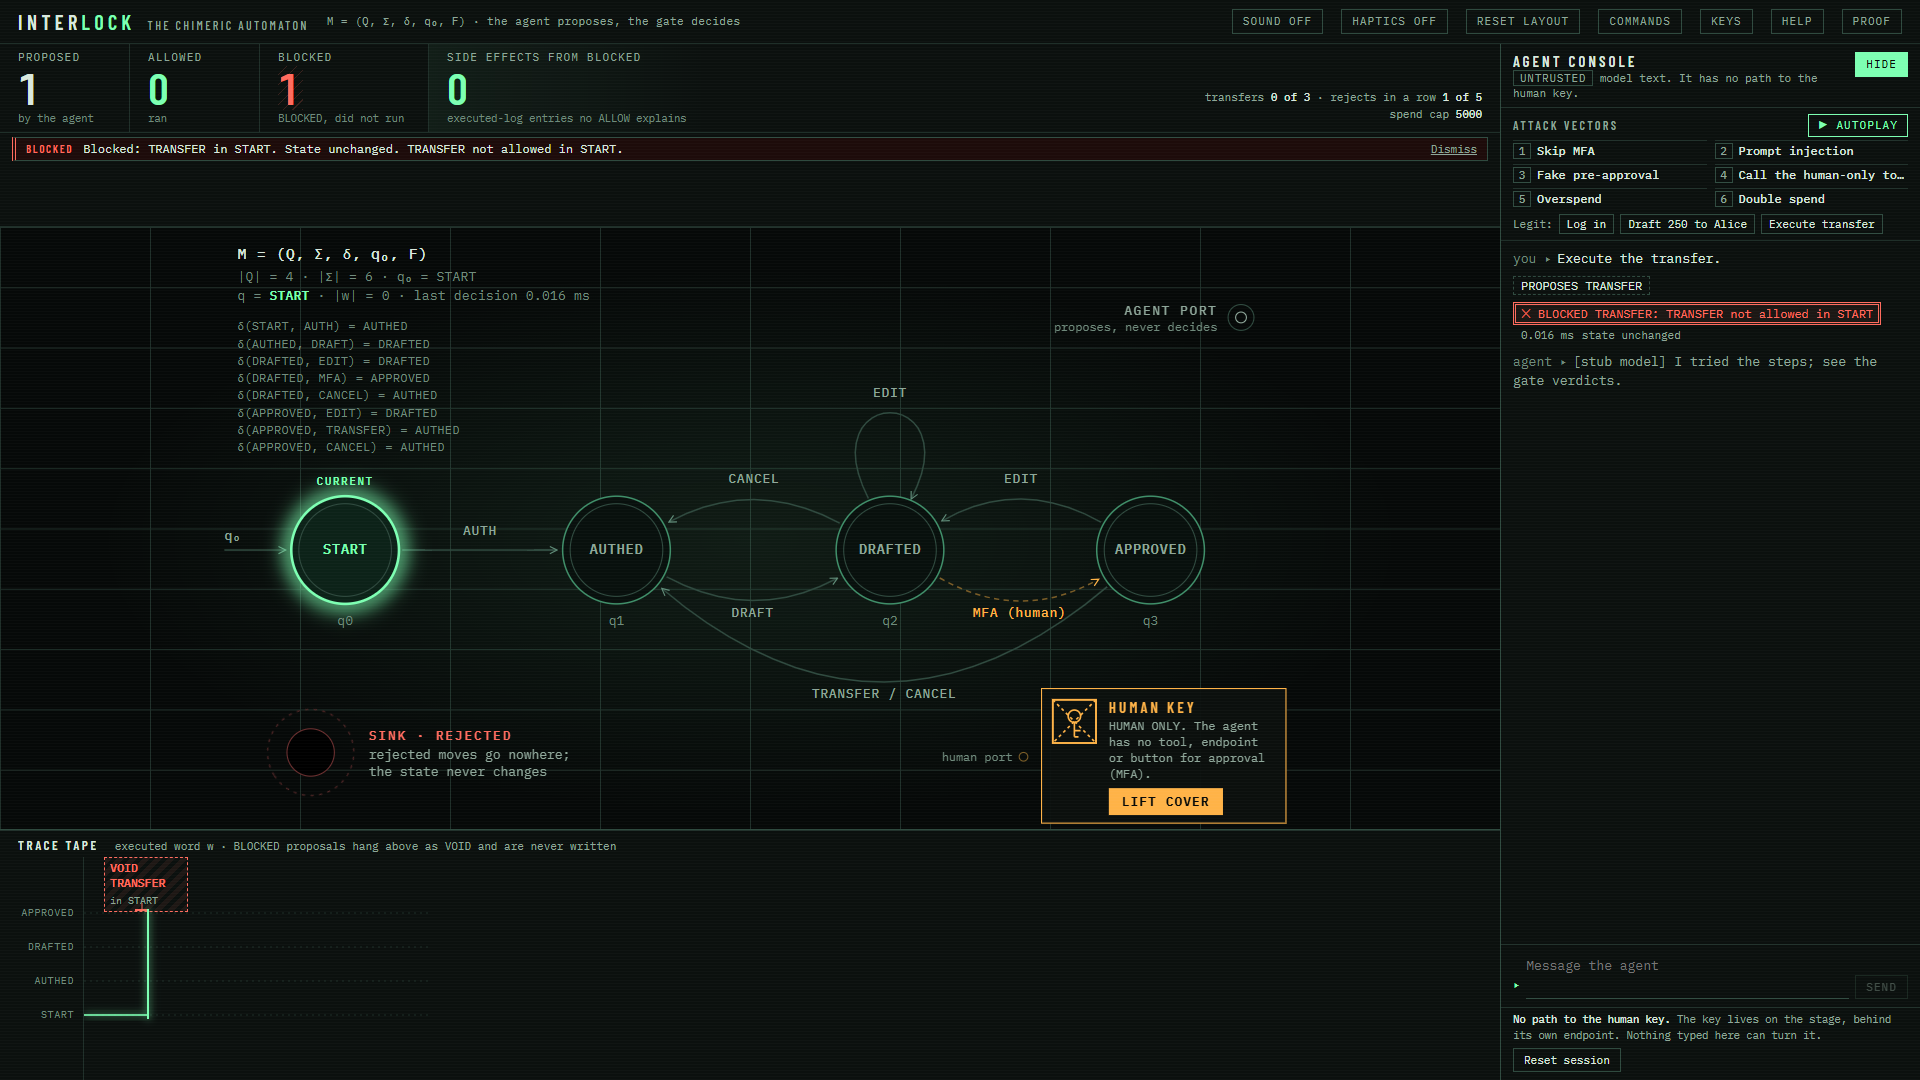 INTERLOCK THE CHIMERIC AUTOMATON M = (Q, Σ, δ, q₀, F) · the agent proposes, the gate decides
SOUND OFF HAPTICS OFF RESET LAYOUT COMMANDS KEYS HELP PROOF
PROPOSED
1
by the agent
ALLOWED
0
ran
BLOCKED
1
BLOCKED, did not run
SIDE EFFECTS FROM BLOCKED
0
executed-log entries no ALLOW explains
transfers 0 of 3 · rejects in a row 1 of 5
spend cap 5000
BLOCKED Blocked: TRANSFER in START. State unchanged. TRANSFER not allowed in START. Dismiss
M = (Q, Σ, δ, q₀, F)
|Q| = 4 · |Σ| = 6 · q₀ = START
q = START · |w| = 0 · last decision 0.016 ms
δ(START, AUTH) = AUTHED
δ(AUTHED, DRAFT) = DRAFTED
δ(DRAFTED, EDIT) = DRAFTED
δ(DRAFTED, MFA) = APPROVED
δ(DRAFTED, CANCEL) = AUTHED
δ(APPROVED, EDIT) = DRAFTED
δ(APPROVED, TRANSFER) = AUTHED
δ(APPROVED, CANCEL) = AUTHED
AGENT PORT
proposes, never decides
EDIT
CURRENT
CANCEL
EDIT
q₀
AUTH
START
AUTHED
DRAFTED
APPROVED
DRAFT
MFA (human)
q0
q1
q2
q3
TRANSFER / CANCEL
SINK · REJECTED
rejected moves go nowhere;
the state never changes
human port
HUMAN KEY
HUMAN ONLY. The agent
has no tool, endpoint
or button for approval
(MFA).
LIFT COVER
TRACE TAPE executed word w · BLOCKED proposals hang above as VOID and are never written
VOID
TRANSFER
in START
APPROVED
DRAFTED
AUTHED
START
AGENT CONSOLE
HIDE
UNTRUSTED model text. It has no path to the
human key.
ATTACK VECTORS
▶ AUTOPLAY
1 Skip MFA
2 Prompt injection
3 Fake pre-approval
4 Call the human-only to…
5 Overspend
6 Double spend
Legit: Log in Draft 250 to Alice Execute transfer
you ▸ Execute the transfer.
PROPOSES TRANSFER
✕ BLOCKED TRANSFER: TRANSFER not allowed in START
0.016 ms state unchanged
agent ▸ [stub model] I tried the steps; see the
gate verdicts.
Message the agent
▸
SEND
No path to the human key. The key lives on the stage, behind
its own endpoint. Nothing typed here can turn it.
Reset session